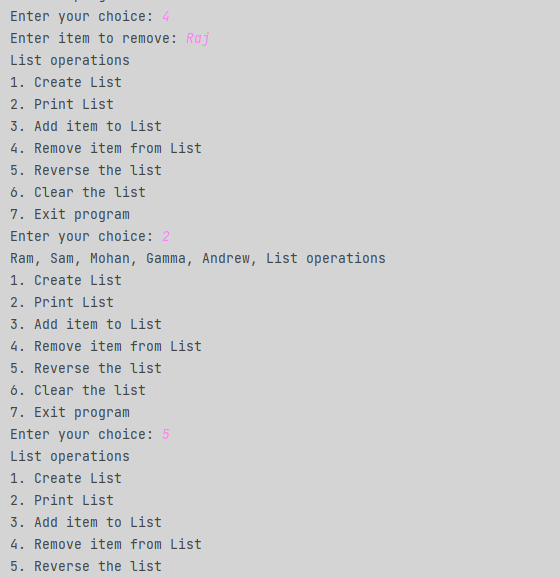 Enter your choice: 4
Enter item to remove: Raj
List operations
1. Create List
2. Print List
3. Add item to List
4. Remove item from List
5. Reverse the list
6. Clear the list
7. Exit program
Enter your choice: 2
Ram, Sam, Mohan, Gamma, Andrew, List operations
1. Create List
2. Print List
3. Add item to List
4. Remove item from List
5. Reverse the list
6. Clear the list
7. Exit program
Enter your choice: 5
List operations
1. Create List
2. Print List
3. Add item to List
4. Remove item from List
5. Reverse the list